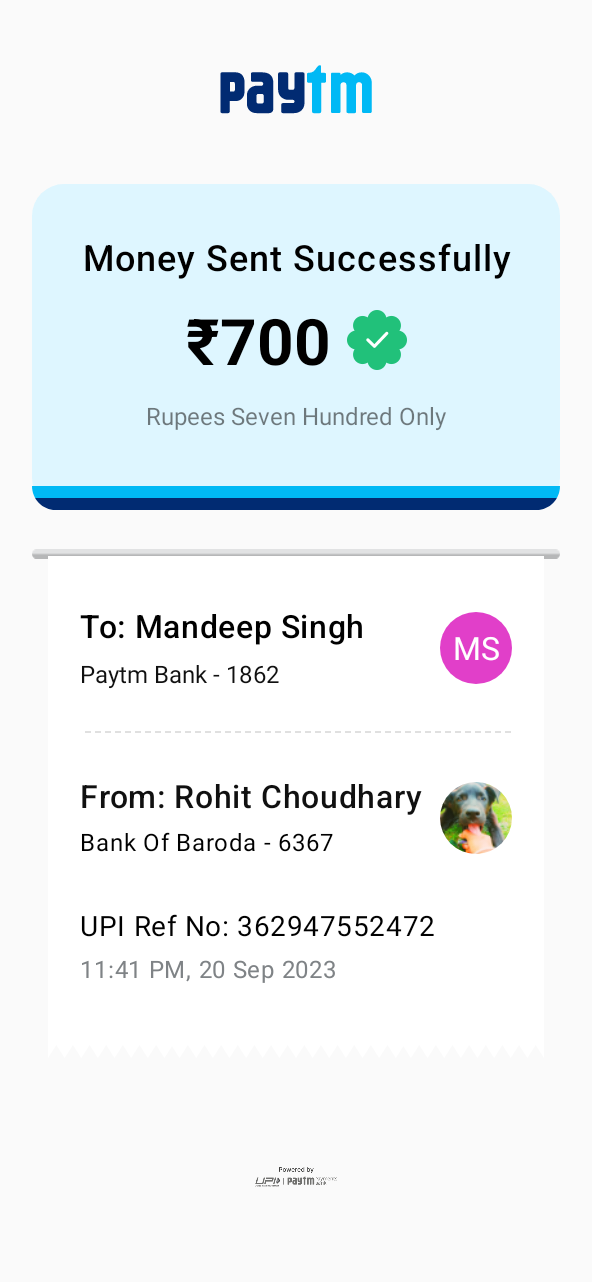 paytm
Money Sent Successfully
₹700
Rupees Seven Hundred Only
To: Mandeep Singh
MS
Paytm Bank - 1862
From: Rohit Choudhary
Bank Of Baroda - 6367
UPI Ref No: 362947552472
11:41 PM, 20 Sep 2023
Powered by
UPI | paytm